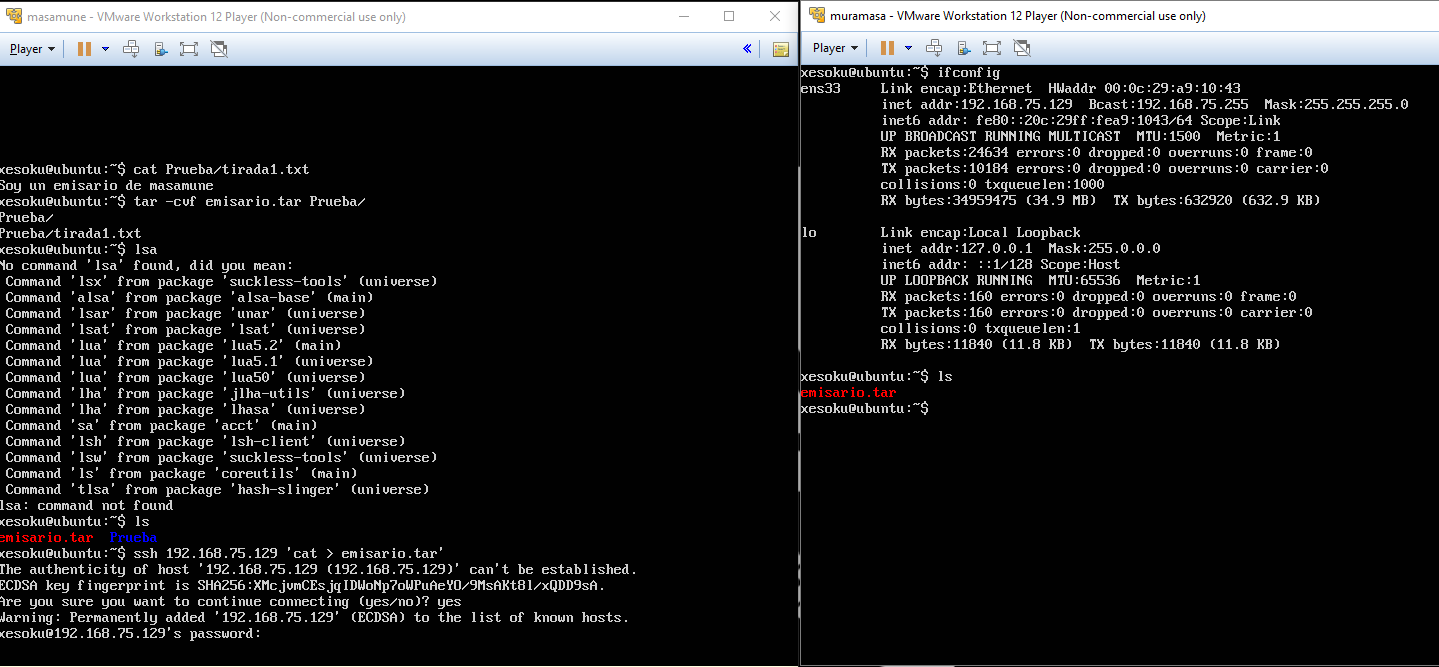 masamune - VMware Workstation 12 Player (Non-commercial use only)
Player
xesoku@ubuntu:~$ cat Prueba/tirada1.txt
Soy un emisario de masamune
xesoku@ubuntu:~$ tar -cvf emisario.tar Prueba/
Prueba/
Prueba/tirada1.txt
xesoku@ubuntu:~$ lsa
No command 'lsa' found, did you mean:
Command 'lsx' from package 'suckless-tools' (universe)
Command 'alsa' from package 'alsa-base' (main)
Command 'lsar' from package 'unar' (universe)
Command 'lsat' from package 'lsat' (universe)
Command 'lua' from package 'lua5.2' (main)
Command 'lua' from package 'lua5.1' (universe)
Command 'lua' from package 'lua50' (universe)
Command 'lha' from package 'jlha-utils' (universe)
Command 'lha' from package 'lhasa' (universe)
Command 'sa' from package 'acct' (main)
Command 'lsh' from package 'lsh-client' (universe)
Command 'lsw' from package 'suckless-tools' (universe)
Command 'ls' from package 'coreutils' (main)
Command 'tlsa' from package 'hash-slinger' (universe)
lsa: command not found
xesoku@ubuntu:~$ ls
emisario.tar  Prueba
xesoku@ubuntu:~$ ssh 192.168.75.129 'cat > emisario.tar'
The authenticity of host '192.168.75.129 (192.168.75.129)' can't be established.
ECDSA key fingerprint is SHA256:XMcjvmCEsjqIDWoNp7oWPuAeYO/9MsAKt8l/xQDD9sA.
Are you sure you want to continue connecting (yes/no)? yes
Warning: Permanently added '192.168.75.129' (ECDSA) to the list of known hosts.
xesoku@192.168.75.129's password:
muramasa - VMware Workstation 12 Player (Non-commercial use only)
Player
xesoku@ubuntu:~$ ifconfig
ens33     Link encap:Ethernet  HWaddr 00:0c:29:a9:10:43
inet addr:192.168.75.129  Bcast:192.168.75.255  Mask:255.255.255.0
inet6 addr: fe80::20c:29ff:fea9:1043/64 Scope:Link
UP BROADCAST RUNNING MULTICAST  MTU:1500  Metric:1
RX packets:24634 errors:0 dropped:0 overruns:0 frame:0
TX packets:10184 errors:0 dropped:0 overruns:0 carrier:0
collisions:0 txqueuelen:1000
RX bytes:34959475 (34.9 MB)  TX bytes:632920 (632.9 KB)
lo        Link encap:Local Loopback
inet addr:127.0.0.1  Mask:255.0.0.0
inet6 addr: ::1/128 Scope:Host
UP LOOPBACK RUNNING  MTU:65536  Metric:1
RX packets:160 errors:0 dropped:0 overruns:0 frame:0
TX packets:160 errors:0 dropped:0 overruns:0 carrier:0
collisions:0 txqueuelen:1
RX bytes:11840 (11.8 KB)  TX bytes:11840 (11.8 KB)
xesoku@ubuntu:~$ ls
emisario.tar
xesoku@ubuntu:~$